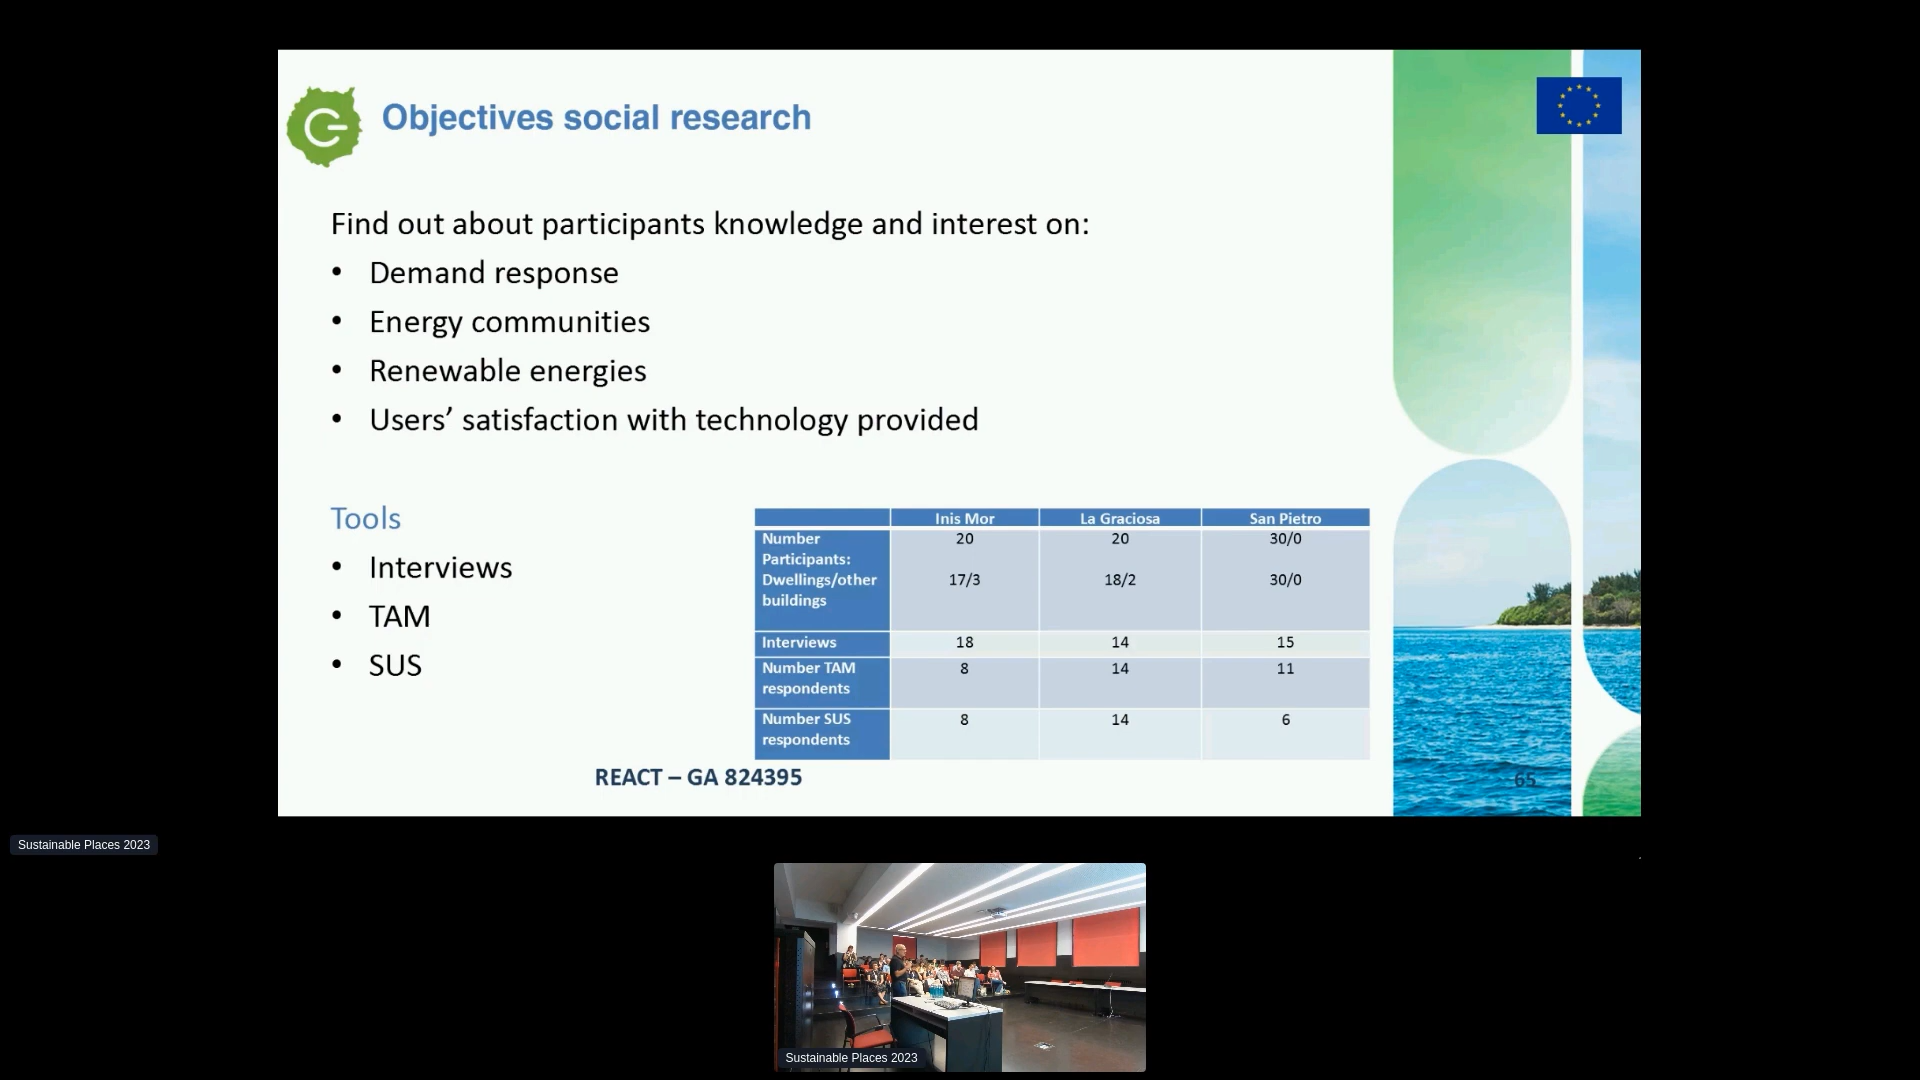 Objectives social research
Find out about participants knowledge and interest on:
• Demand response
• Energy communities
• Renewable energies
• Users’ satisfaction with technology provided
Tools
• Interviews
• TAM
• SUS
Inis Mor La Graciosa San Pietro
Number 20 20 30/0
Participants:
Dwellings/other 17/3 18/2 30/0
buildings
Interviews 18 14 15
Number TAM 8 14 11
respondents
Number SUS 8 14 6
respondents
REACT – GA 824395
65
Sustainable Places 2023
Sustainable Places 2023